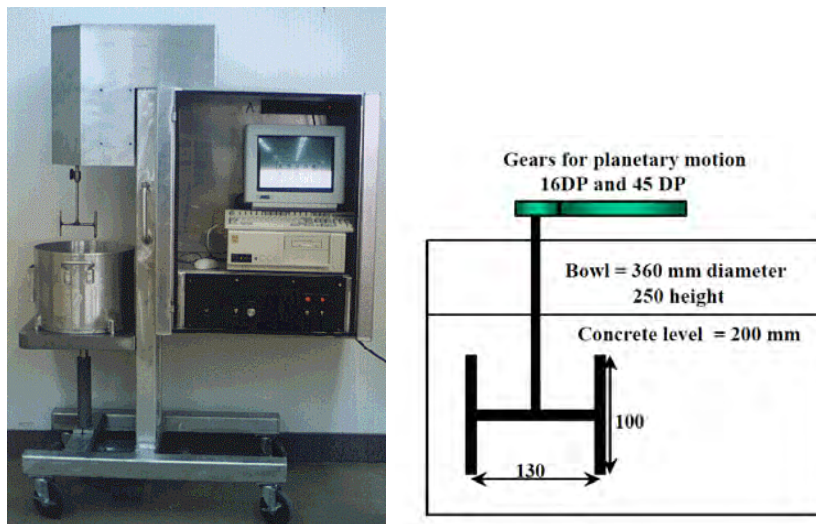 Gears for planetary motion
16DP and 45 DP
Bowl = 360 mm diameter
250 height
Concrete level = 200 mm
100
130